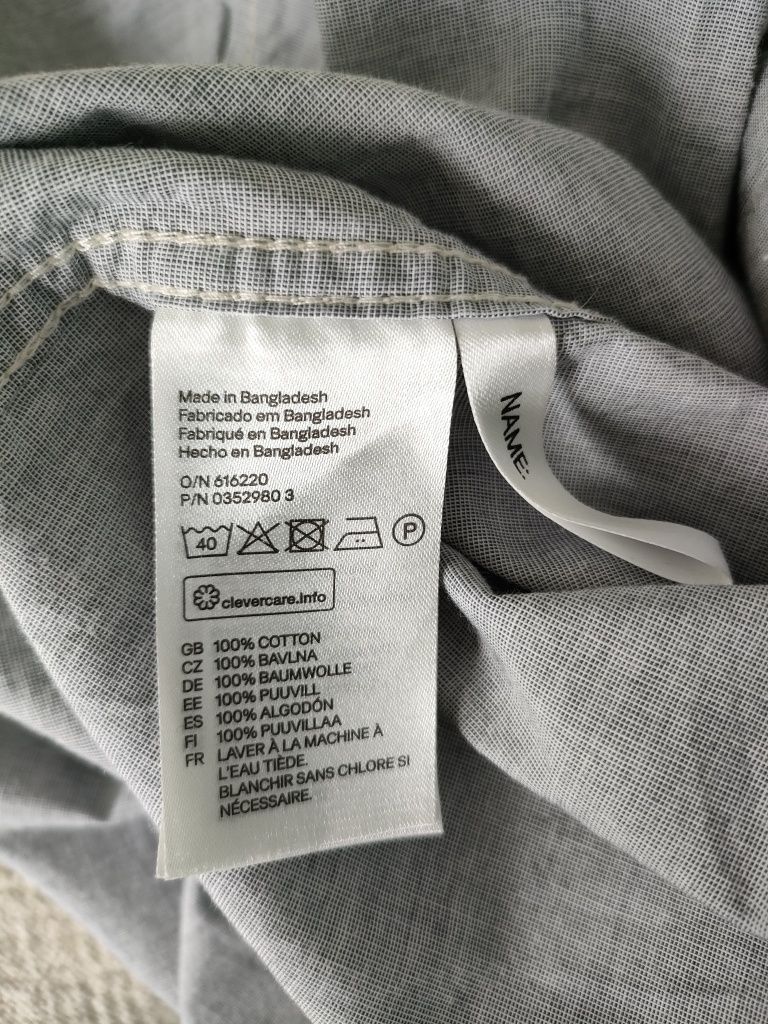 Made in Bangladesh
Fabricado em Bangladesh
Fabriqué en Bangladesh
Hecho en Bangladesh
O/N 616220
P/N 0352980 3
40
P
clevercare.info
GB 100% COTTON
CZ 100% BAVLNA
DE 100% BAUMWOLLE
EE 100% PUUVILL
ES 100% ALGODÓN
FI 100% PUUVILLAA
FR LAVER À LA MACHINE À
L'EAU TIÈDE.
BLANCHIR SANS CHLORE SI
NÉCESSAIRE.
NAME: